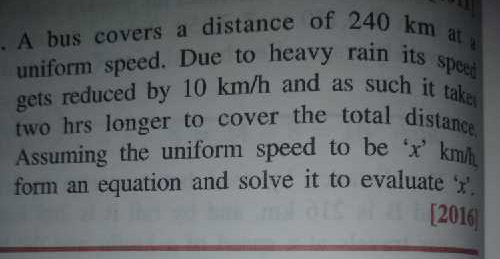 . A bus covers a distance of 240 km at a
uniform speed. Due to heavy rain its speed
gets reduced by 10 km/h and as such it takes
two hrs longer to cover the total distance.
Assuming the uniform speed to be ‘x’ km/h,
form an equation and solve it to evaluate ‘x’.
[2016]